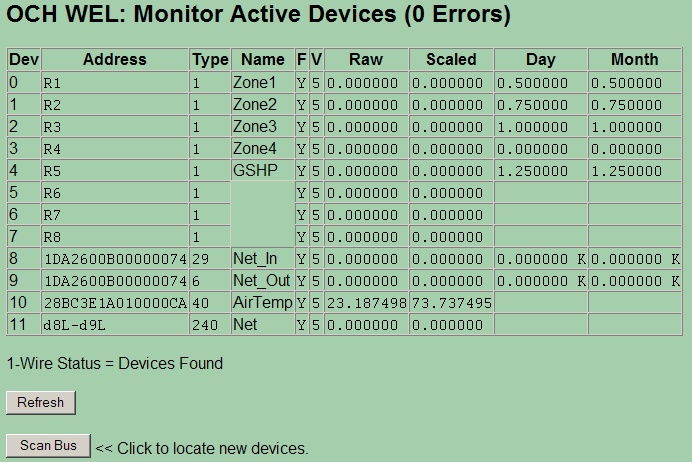 OCH WEL: Monitor Active Devices (0 Errors)
Dev Address Type Name F V Raw Scaled Day Month
0 R1 1 Zone1 Y 5 0.000000 0.000000 0.500000 0.500000
1 R2 1 Zone2 Y 5 0.000000 0.000000 0.750000 0.750000
2 R3 1 Zone3 Y 5 0.000000 0.000000 1.000000 1.000000
3 R4 1 Zone4 Y 5 0.000000 0.000000 0.000000 0.000000
4 R5 1 GSHP Y 5 0.000000 0.000000 1.250000 1.250000
5 R6 1 Y 5 0.000000 0.000000
6 R7 1 Y 5 0.000000 0.000000
7 R8 1 Y 5 0.000000 0.000000
8 1DA2600B00000074 29 Net_In Y 5 0.000000 0.000000 0.000000 K 0.000000 K
9 1DA2600B00000074 6 Net_Out Y 5 0.000000 0.000000 0.000000 K 0.000000 K
10 28BC3E1A010000CA 40 AirTemp Y 5 23.187498 73.737495
11 d8L-d9L 240 Net Y 5 0.000000 0.000000
1-Wire Status = Devices Found
Refresh
Scan Bus << Click to locate new devices.